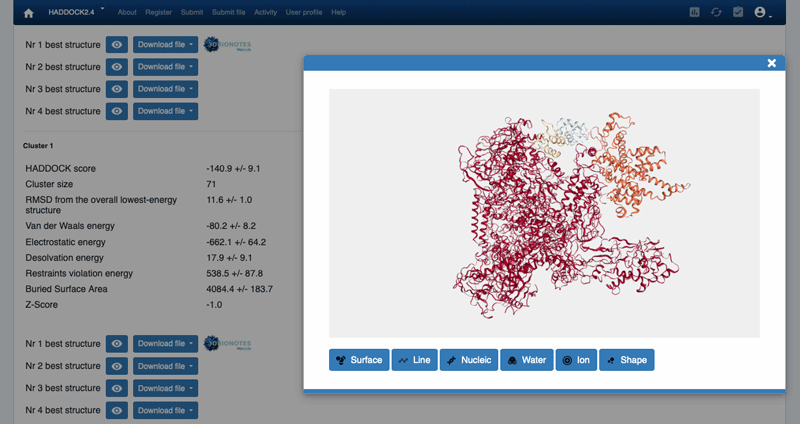 HADDOCK2.4 About Register Submit Submit file Activity User profile Help
Nr 1 best structure Download file 3DBIONOTES
Nr 2 best structure Download file
Nr 3 best structure Download file
Nr 4 best structure Download file
Cluster 1
HADDOCK score -140.9 +/- 9.1
Cluster size 71
RMSD from the overall lowest-energy
structure 11.6 +/- 1.0
Van der Waals energy -80.2 +/- 8.2
Electrostatic energy -662.1 +/- 64.2
Desolvation energy 17.9 +/- 9.1
Restraints violation energy 538.5 +/- 87.8
Buried Surface Area 4084.4 +/- 183.7
Z-Score -1.0
Nr 1 best structure Download file 3DBIONOTES
Nr 2 best structure Download file
Nr 3 best structure Download file
Nr 4 best structure Download file
Surface Line Nucleic Water Ion Shape